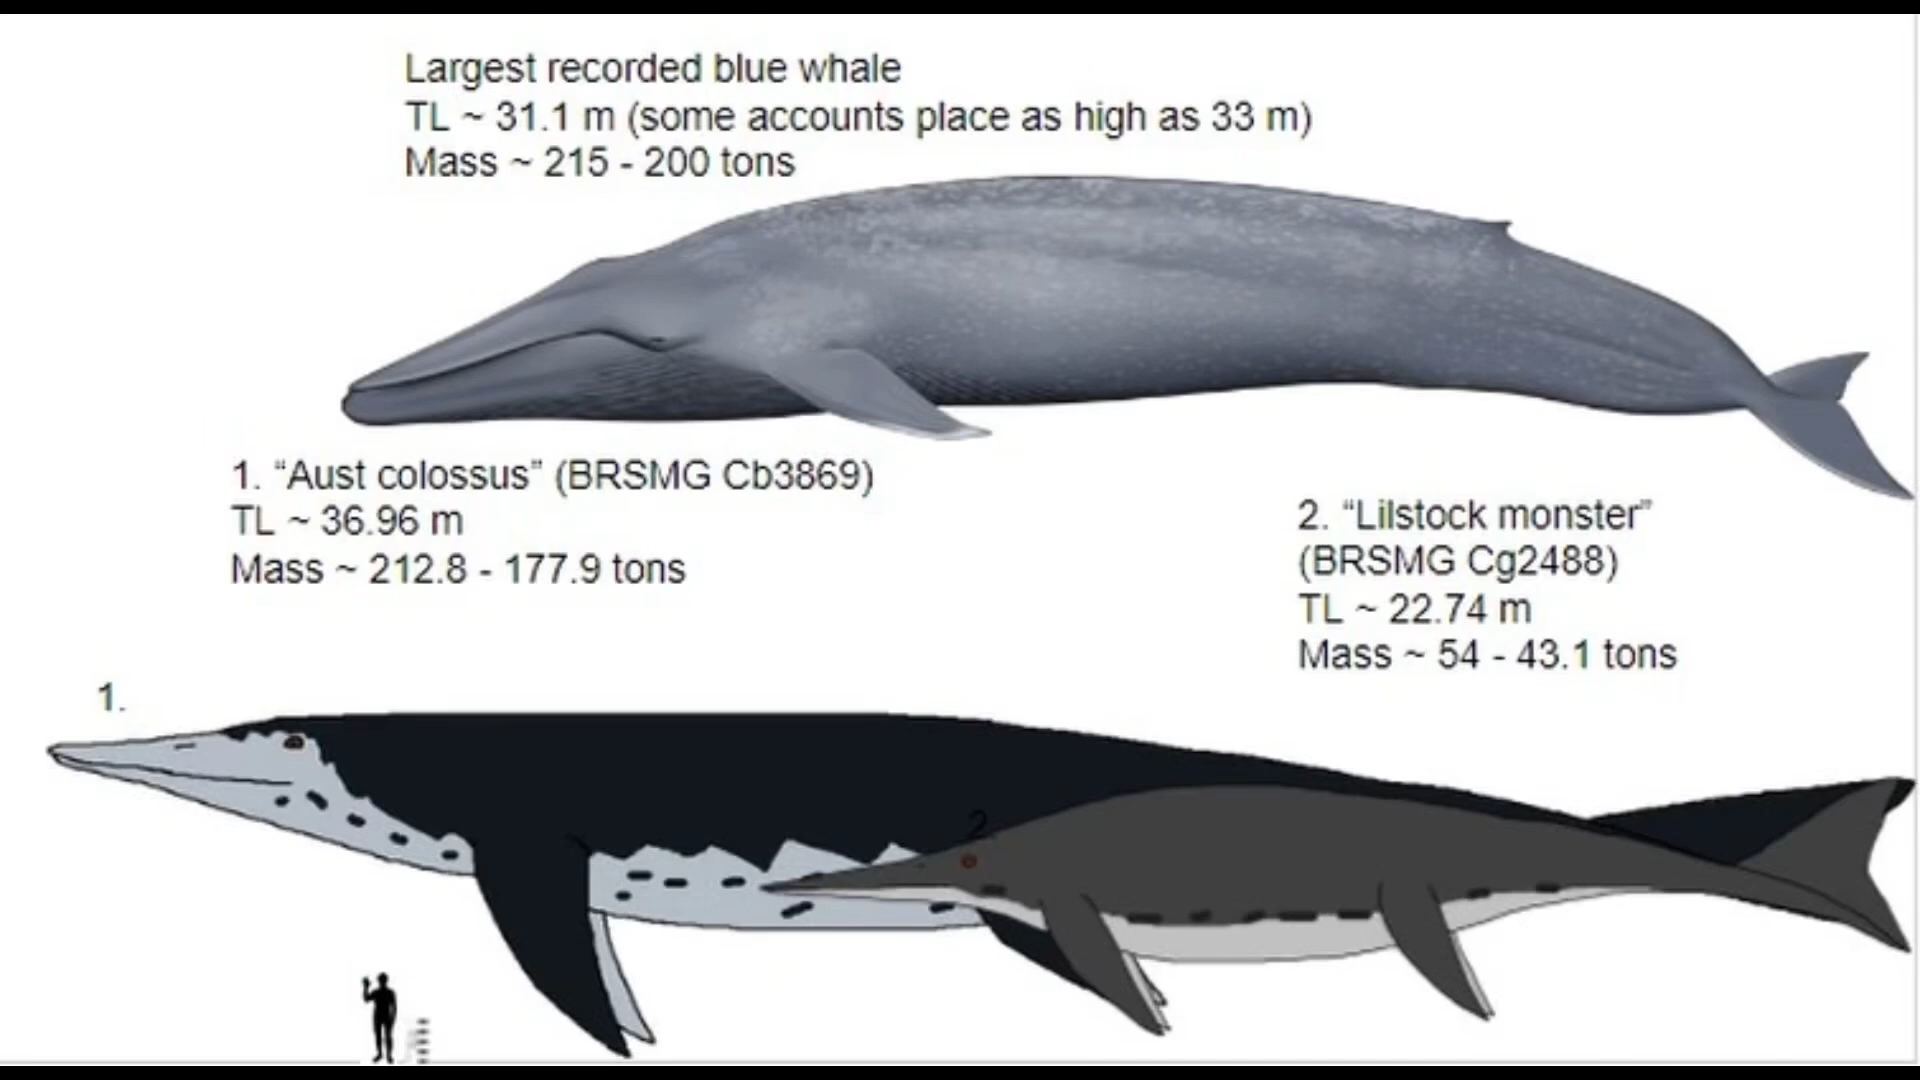 Largest recorded blue whale
TL ~ 31.1 m (some accounts place as high as 33 m)
Mass ~ 215 - 200 tons
1. “Aust colossus” (BRSMG Cb3869)
TL ~ 36.96 m
Mass ~ 212.8 - 177.9 tons
2. “Lilstock monster”
(BRSMG Cg2488)
TL ~ 22.74 m
Mass ~ 54 - 43.1 tons
1.
2